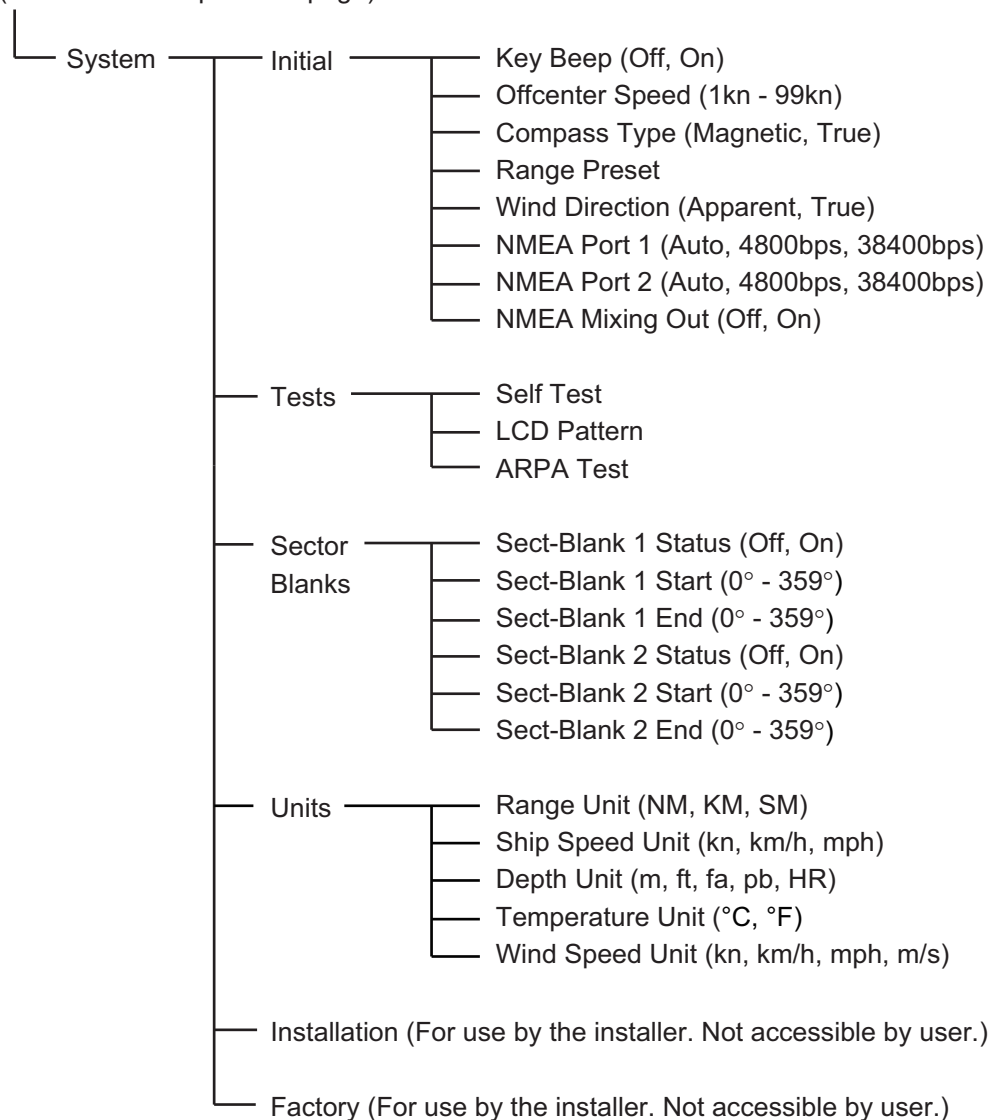 System
Initial
Key Beep (Off, On)
Offcenter Speed (1kn - 99kn)
Compass Type (Magnetic, True)
Range Preset
Wind Direction (Apparent, True)
NMEA Port 1 (Auto, 4800bps, 38400bps)
NMEA Port 2 (Auto, 4800bps, 38400bps)
NMEA Mixing Out (Off, On)
Tests
Self Test
LCD Pattern
ARPA Test
Sector
Blanks
Sect-Blank 1 Status (Off, On)
Sect-Blank 1 Start (0° - 359°)
Sect-Blank 1 End (0° - 359°)
Sect-Blank 2 Status (Off, On)
Sect-Blank 2 Start (0° - 359°)
Sect-Blank 2 End (0° - 359°)
Units
Range Unit (NM, KM, SM)
Ship Speed Unit (kn, km/h, mph)
Depth Unit (m, ft, fa, pb, HR)
Temperature Unit (°C, °F)
Wind Speed Unit (kn, km/h, mph, m/s)
Installation (For use by the installer. Not accessible by user.)
Factory (For use by the installer. Not accessible by user.)